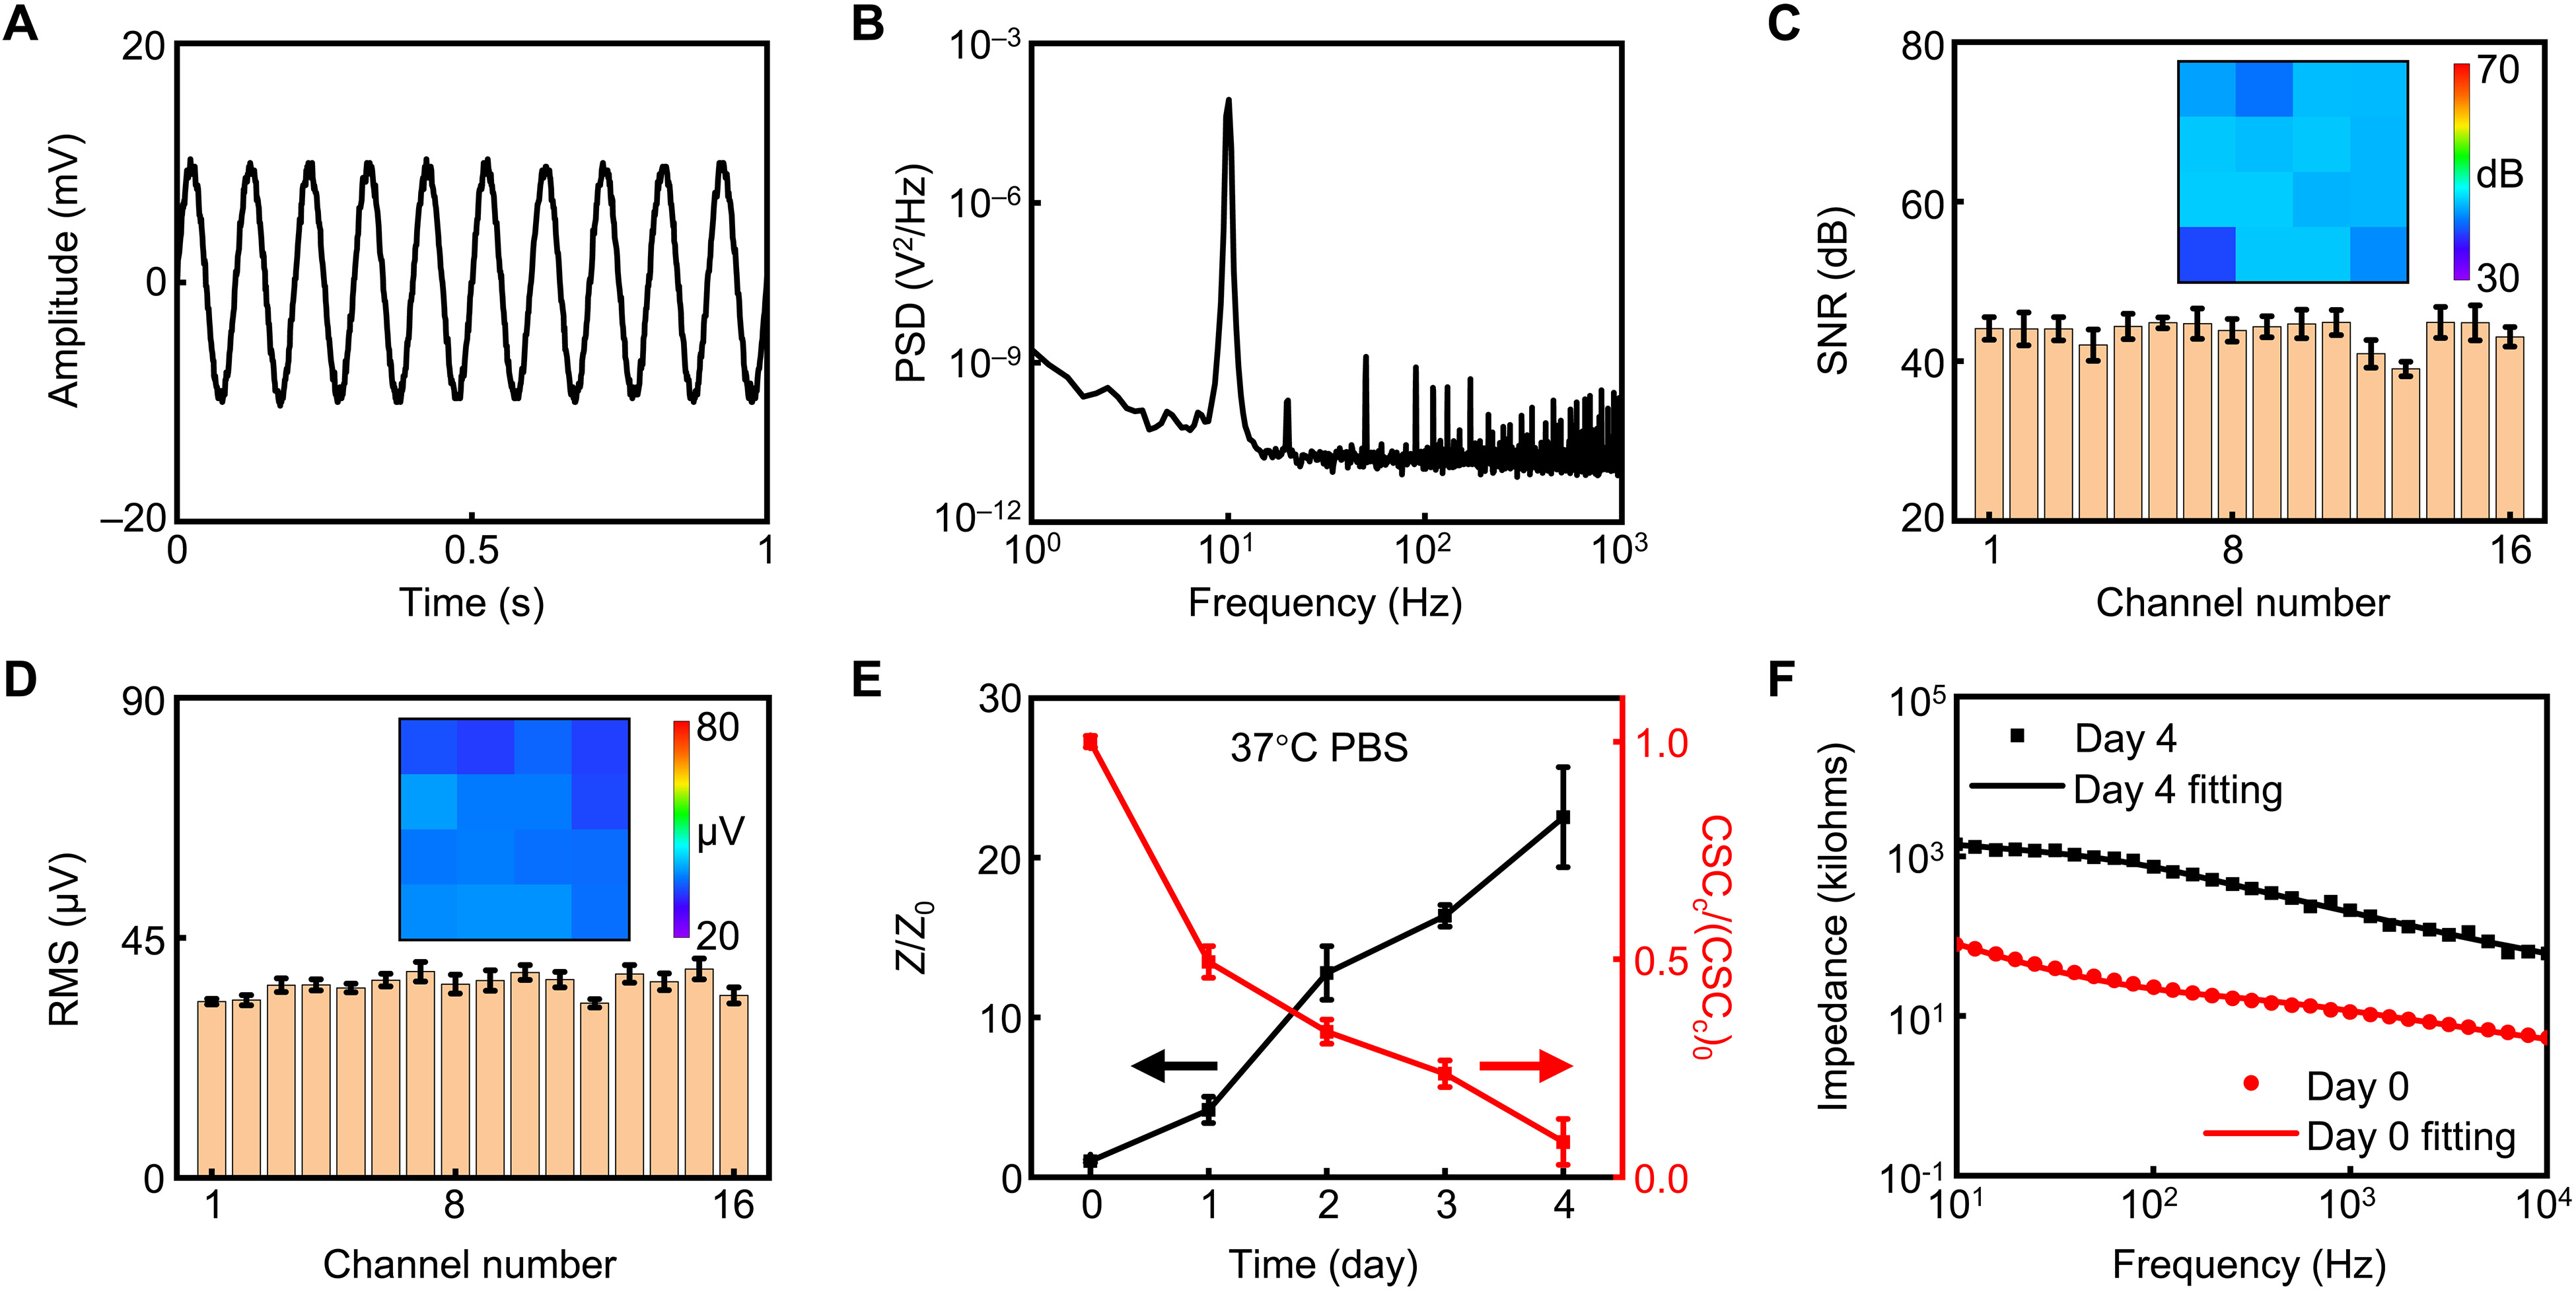 A
20
0
–20
Amplitude (mV)
0 0.5 1
Time (s)
B
10⁻³
10⁻⁶
10⁻⁹
10⁻¹²
PSD (V²/Hz)
10⁰ 10¹ 10² 10³
Frequency (Hz)
C
80
60
40
20
SNR (dB)
70
dB
30
1 8 16
Channel number
D
90
45
0
RMS (µV)
80
µV
20
1 8 16
Channel number
E
30
20
10
0
Z/Z₀
37°C PBS
1.0
0.5
0.0
CSC_c/(CSC_c)₀
0 1 2 3 4
Time (day)
F
10⁵
10³
10¹
10⁻¹
Impedance (kilohms)
Day 4
Day 4 fitting
Day 0
Day 0 fitting
10¹ 10² 10³ 10⁴
Frequency (Hz)